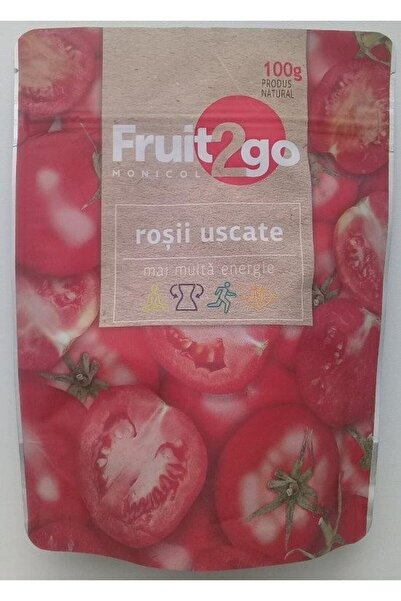 100g
PRODUS
NATURAL
Fruit2go
MONICOL
roșii uscate
mai multă energie